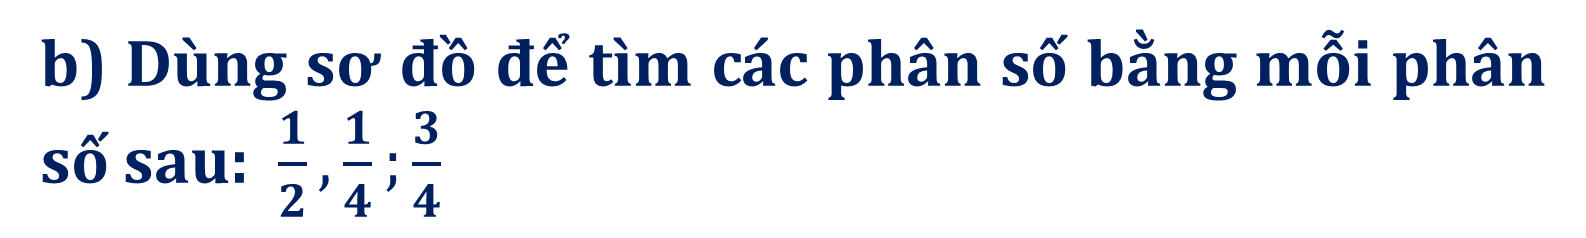 b) Dùng sơ đồ để tìm các phân số bằng mỗi phân
số sau: 1/2 , 1/4 ; 3/4